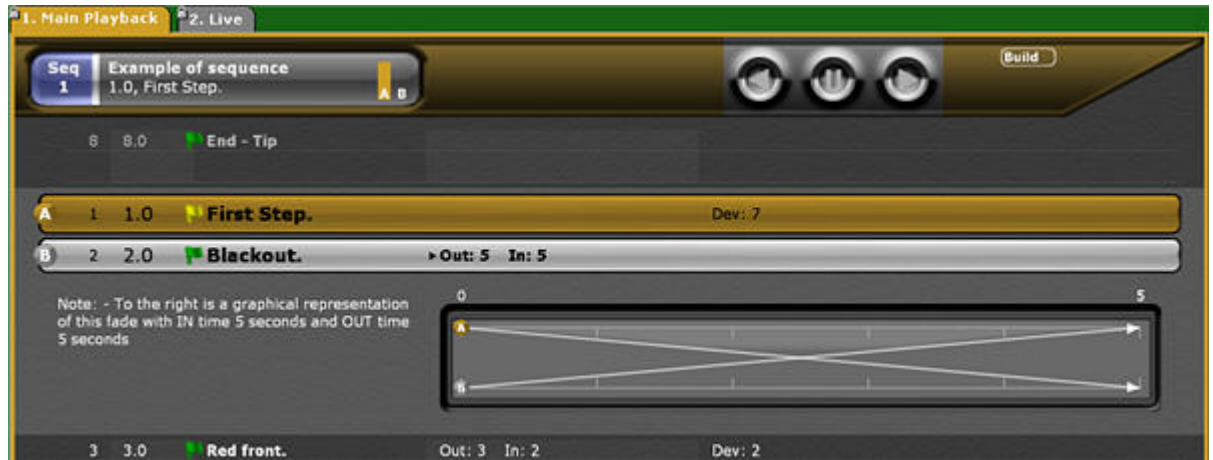 1. Main Playback 2. Live
Seq 1
Example of sequence
1.0, First Step.
A B
Build
8 8.0 End - Tip
A 1 1.0 First Step. Dev: 7
B 2 2.0 Blackout. Out: 5 In: 5
Note: - To the right is a graphical representation
of this fade with IN time 5 seconds and OUT time
5 seconds
0 5
A
B
3 3.0 Red front. Out: 3 In: 2 Dev: 2